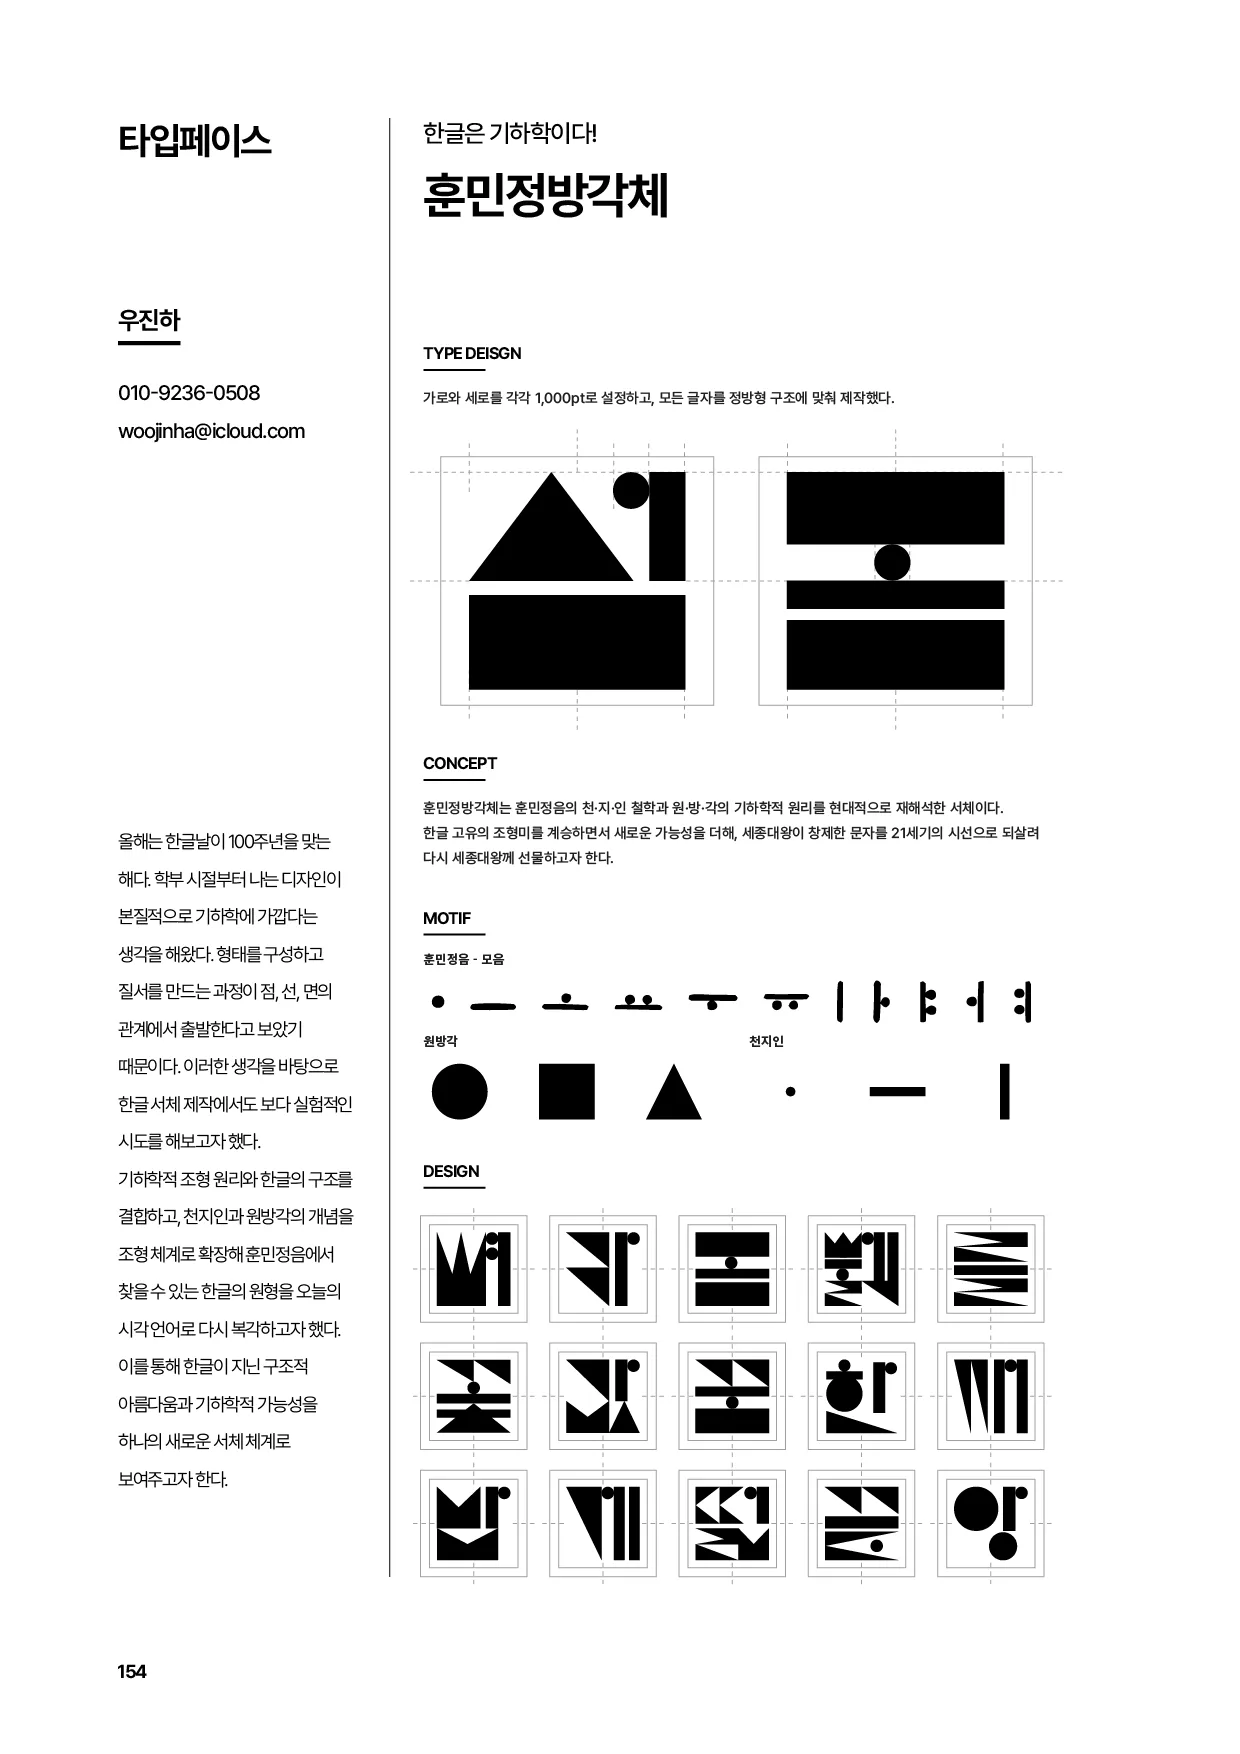 타입페이스
우진하
010-9236-0508
woojinha@icloud.com
올해는 한글날이 100주년을 맞는
해다. 학부 시절부터 나는 디자인이
본질적으로 기하학에 가깝다는
생각을 해왔다. 형태를 구성하고
질서를 만드는 과정이 점, 선, 면의
관계에서 출발한다고 보았기
때문이다. 이러한 생각을 바탕으로
한글 서체 제작에서도 보다 실험적인
시도를 해보고자 했다.
기하학적 조형 원리와 한글의 구조를
결합하고, 천지인과 원방각의 개념을
조형 체계로 확장해 훈민정음에서
찾을 수 있는 한글의 원형을 오늘의
시각 언어로 다시 복각하고자 했다.
이를 통해 한글이 지닌 구조적
아름다움과 기하학적 가능성을
하나의 새로운 서체 체계로
보여주고자 한다.
154
한글은 기하학이다!
훈민정방각체
TYPE DEISGN
가로와 세로를 각각 1,000pt로 설정하고, 모든 글자를 정방형 구조에 맞춰 제작했다.
CONCEPT
훈민정방각체는 훈민정음의 천·지·인 철학과 원·방·각의 기하학적 원리를 현대적으로 재해석한 서체이다.
한글 고유의 조형미를 계승하면서 새로운 가능성을 더해, 세종대왕이 창제한 문자를 21세기의 시선으로 되살려
다시 세종대왕께 선물하고자 한다.
MOTIF
훈민정음 - 모음
원방각 천지인
DESIGN